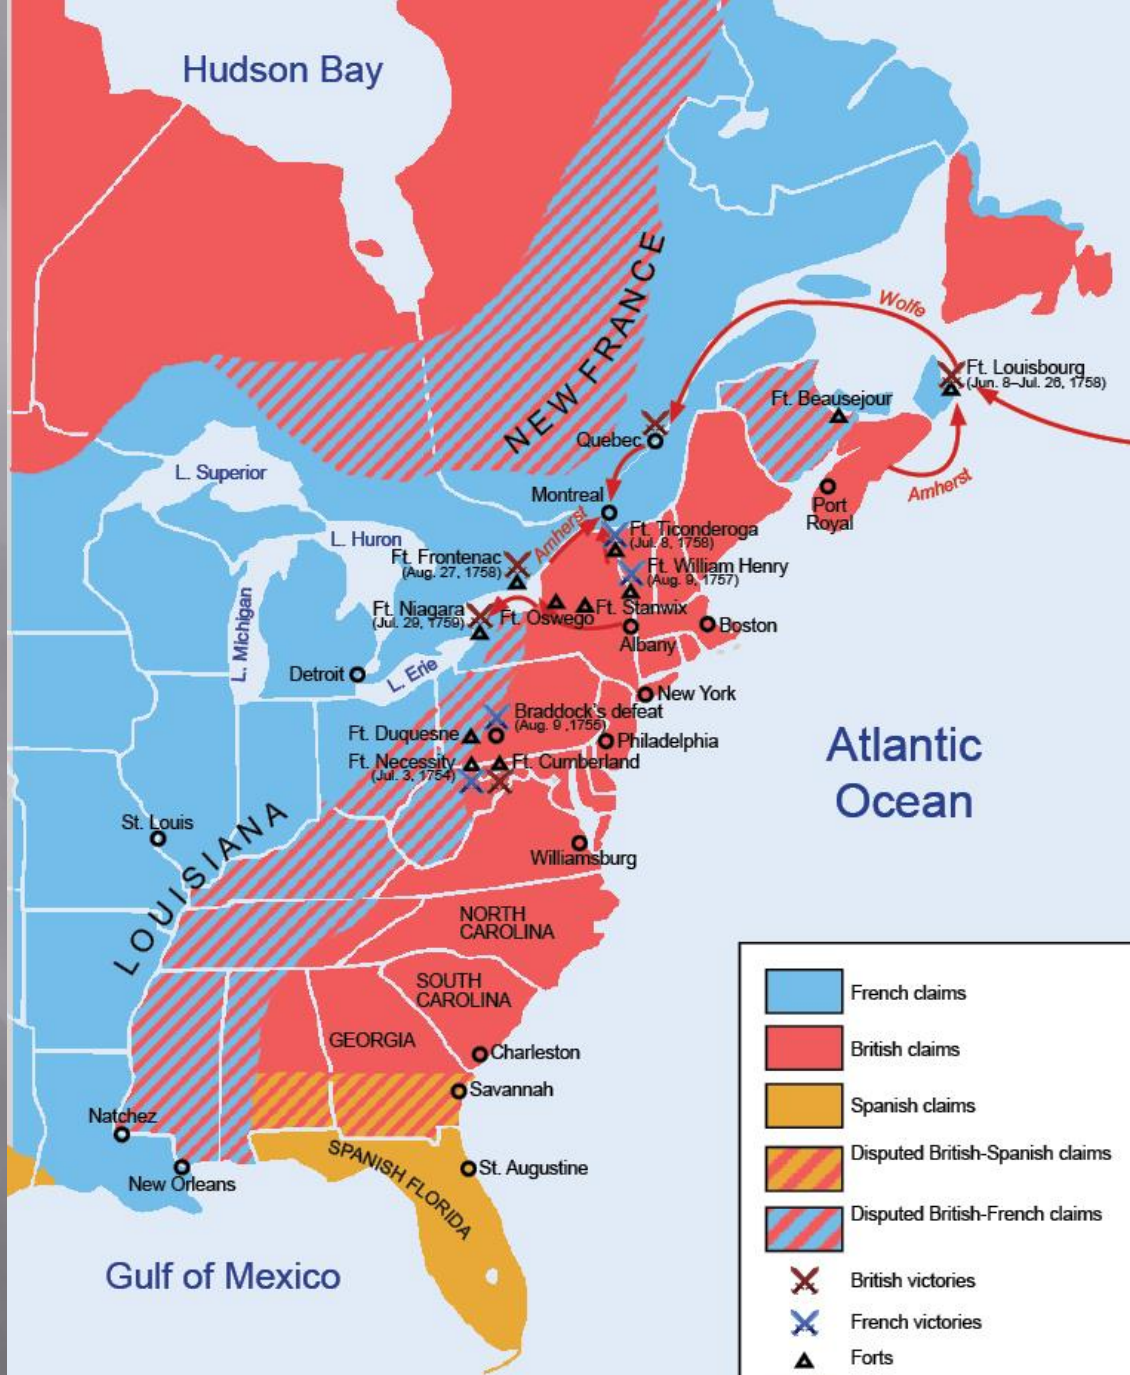 Hudson Bay
NEW FRANCE
Wolfe
Ft. Louisbourg
(Jun. 8–Jul. 26, 1758)
Ft. Beausejour
Quebec
L. Superior
Amherst
Montreal
Port
Royal
L. Huron
Amherst
Ft. Ticonderoga
(Jul. 8, 1758)
Ft. Frontenac
(Aug. 27, 1758)
Ft. William Henry
(Aug. 9, 1757)
L. Michigan
Ft. Niagara
(Jul. 29, 1759)
Ft. Oswego
Ft. Stanwix
Boston
Albany
Detroit
L. Erie
New York
Braddock's defeat
(Aug. 9 ,1755)
Ft. Duquesne
Philadelphia
Ft. Necessity
(Jul. 3, 1754)
Ft. Cumberland
Atlantic
Ocean
St. Louis
LOUISIANA
Williamsburg
NORTH
CAROLINA
SOUTH
CAROLINA
GEORGIA
Charleston
Savannah
Natchez
New Orleans
SPANISH FLORIDA
St. Augustine
Gulf of Mexico
French claims
British claims
Spanish claims
Disputed British-Spanish claims
Disputed British-French claims
British victories
French victories
Forts